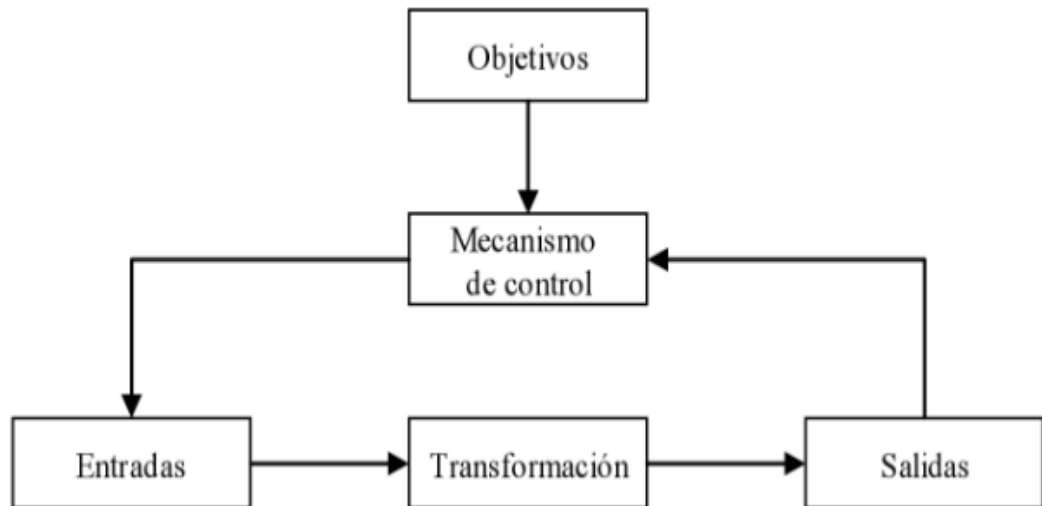 Objetivos
Mecanismo
de control
Entradas
Transformación
Salidas